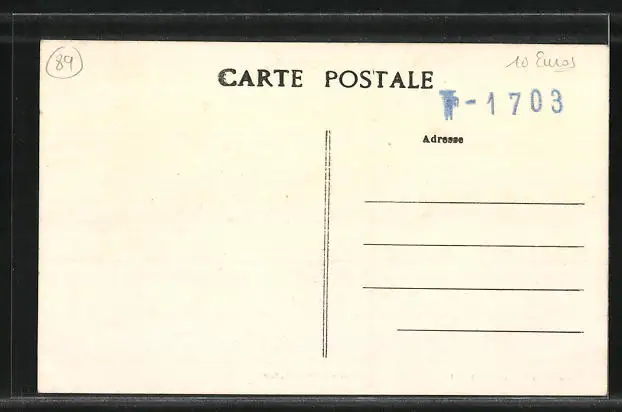 89
10 Euros
CARTE POSTALE
-1703
Adresse